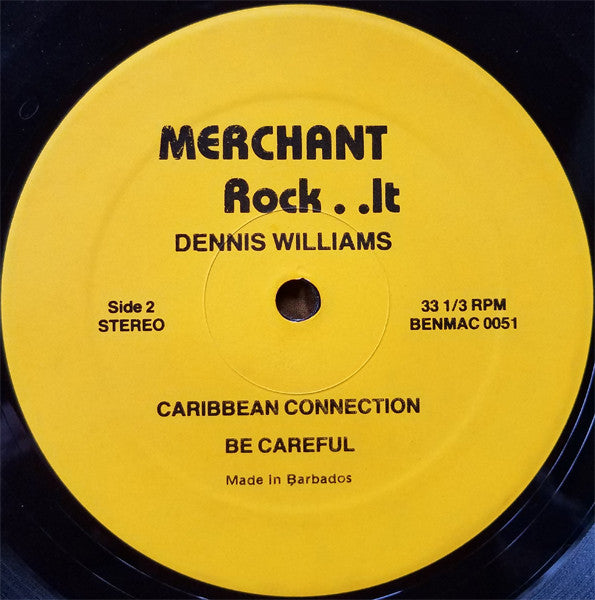 MERCHANT
Rock..It
DENNIS WILLIAMS
Side 2
STEREO
33 1/3 RPM
BENMAC 0051
CARIBBEAN CONNECTION
BE CAREFUL
Made In Barbados